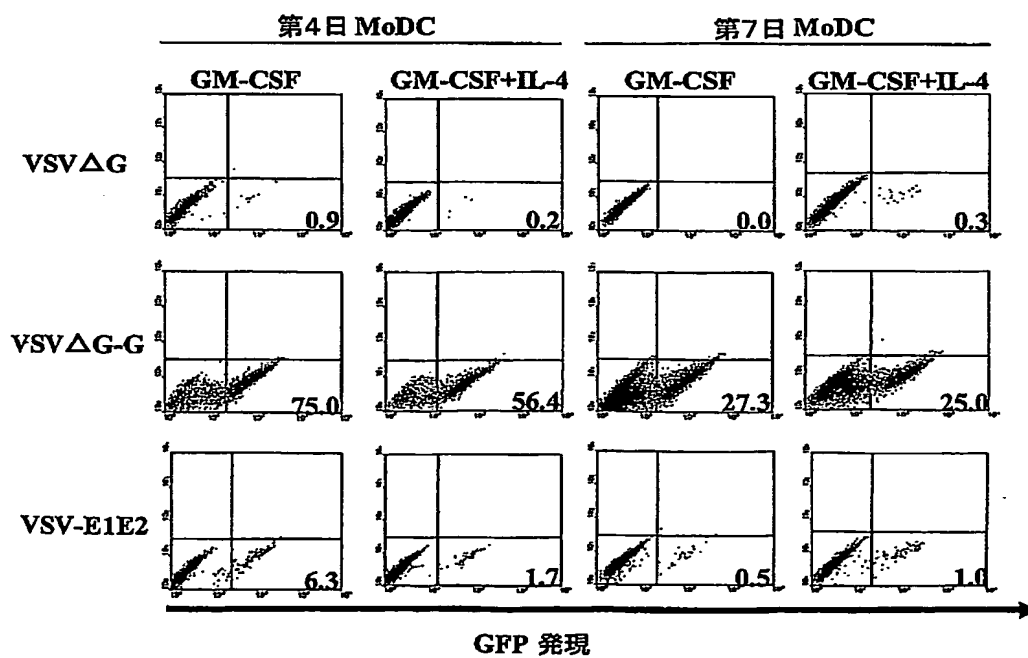 第4日 MoDC 第7日 MoDC
GM-CSF GM-CSF+IL-4 GM-CSF GM-CSF+IL-4
VSV△G 0.9 0.2 0.0 0.3
VSV△G-G 75.0 56.4 27.3 25.0
VSV-E1E2 6.3 1.7 0.5 1.0
GFP 発現